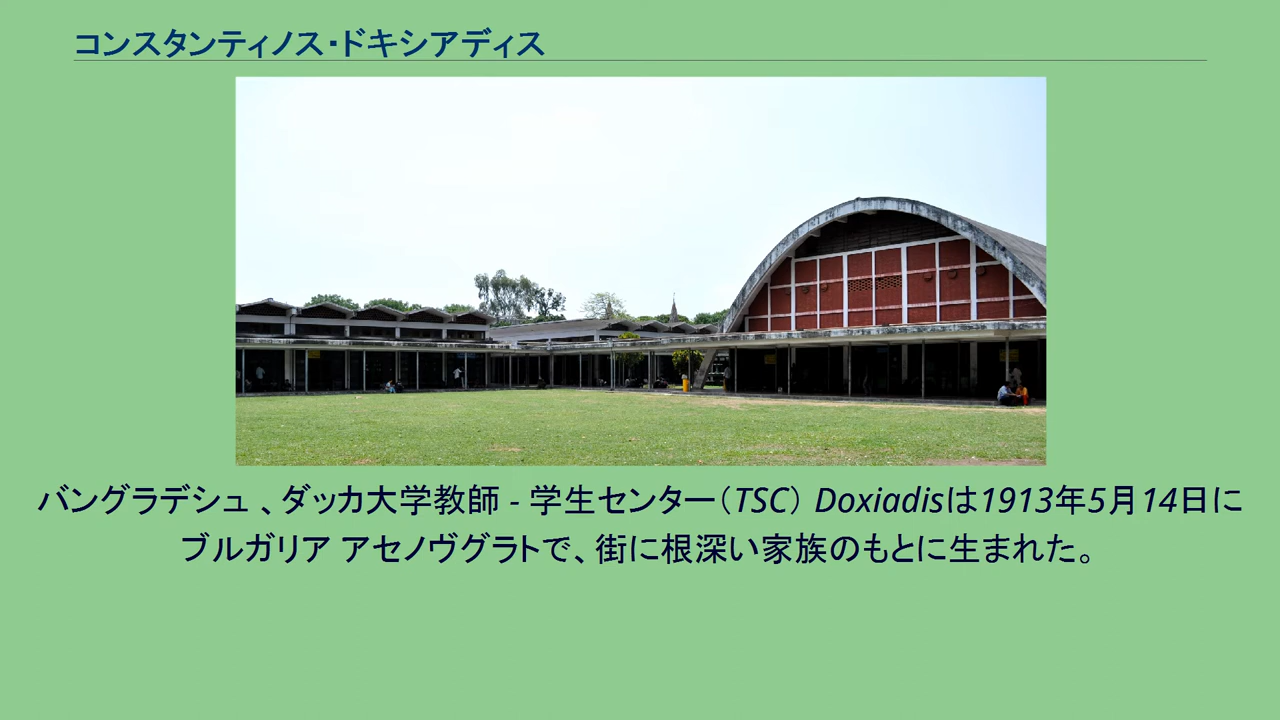 コンスタンティノス・ドキシアディス
バングラデシュ 、ダッカ大学教師 - 学生センター（TSC） Doxiadisは1913年5月14日に
ブルガリア アセノヴグラトで、街に根深い家族のもとに生まれた。